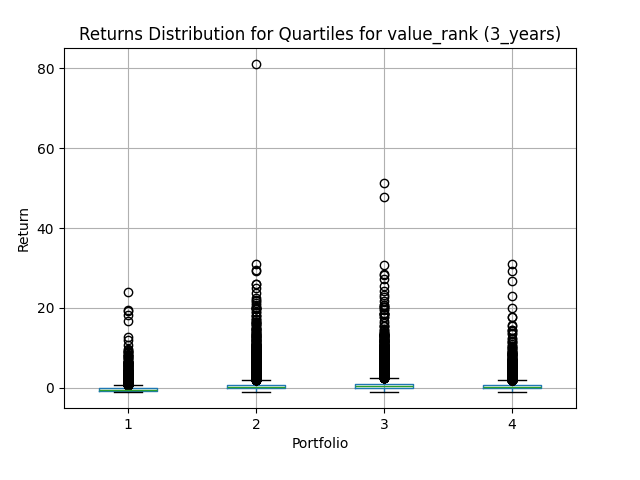 Returns Distribution for Quartiles for value_rank (3_years)
80
60
40
20
0
Return
1 2 3 4
Portfolio